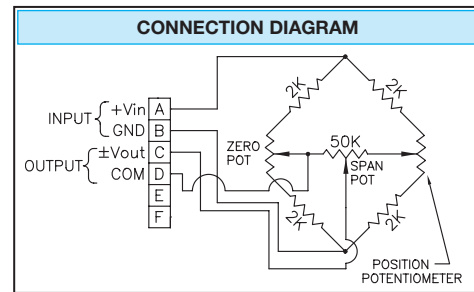 CONNECTION DIAGRAM
INPUT
+Vin A
GND B
OUTPUT
±Vout C
COM D
E
F
2K
2K
ZERO
POT
50K
SPAN
POT
2K
2K
POSITION
POTENTIOMETER